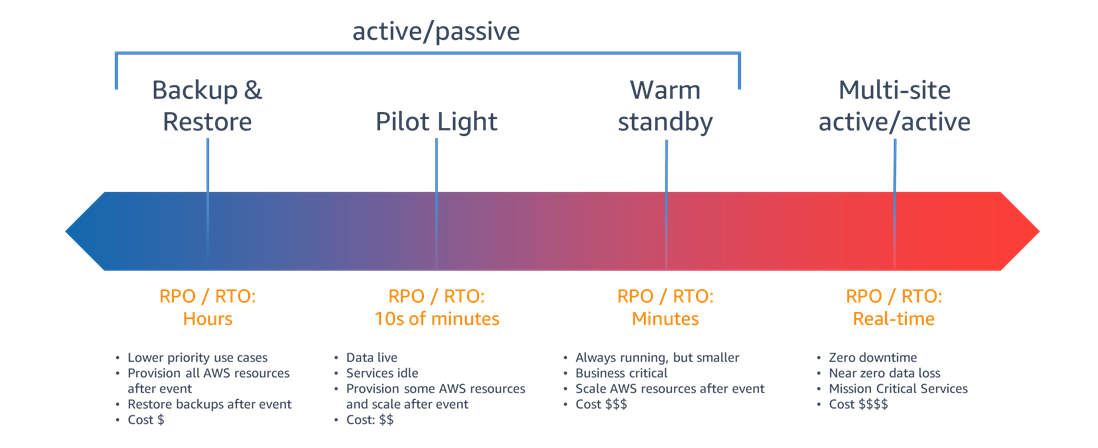 active/passive
Backup &
Restore
Pilot Light
Warm
standby
Multi-site
active/active
RPO / RTO:
Hours
RPO / RTO:
10s of minutes
RPO / RTO:
Minutes
RPO / RTO:
Real-time
• Lower priority use cases
• Provision all AWS resources
after event
• Restore backups after event
• Cost $
• Data live
• Services idle
• Provision some AWS resources
and scale after event
• Cost: $$
• Always running, but smaller
• Business critical
• Scale AWS resources after event
• Cost $$$
• Zero downtime
• Near zero data loss
• Mission Critical Services
• Cost $$$$